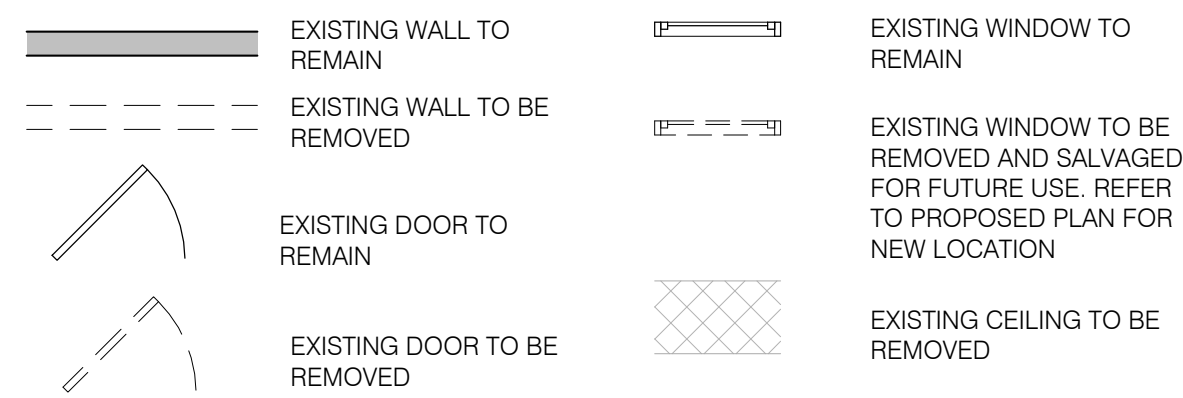 EXISTING WALL TO
REMAIN
EXISTING WALL TO BE
REMOVED
EXISTING DOOR TO
REMAIN
EXISTING DOOR TO BE
REMOVED
EXISTING WINDOW TO
REMAIN
EXISTING WINDOW TO BE
REMOVED AND SALVAGED
FOR FUTURE USE. REFER
TO PROPOSED PLAN FOR
NEW LOCATION
EXISTING CEILING TO BE
REMOVED